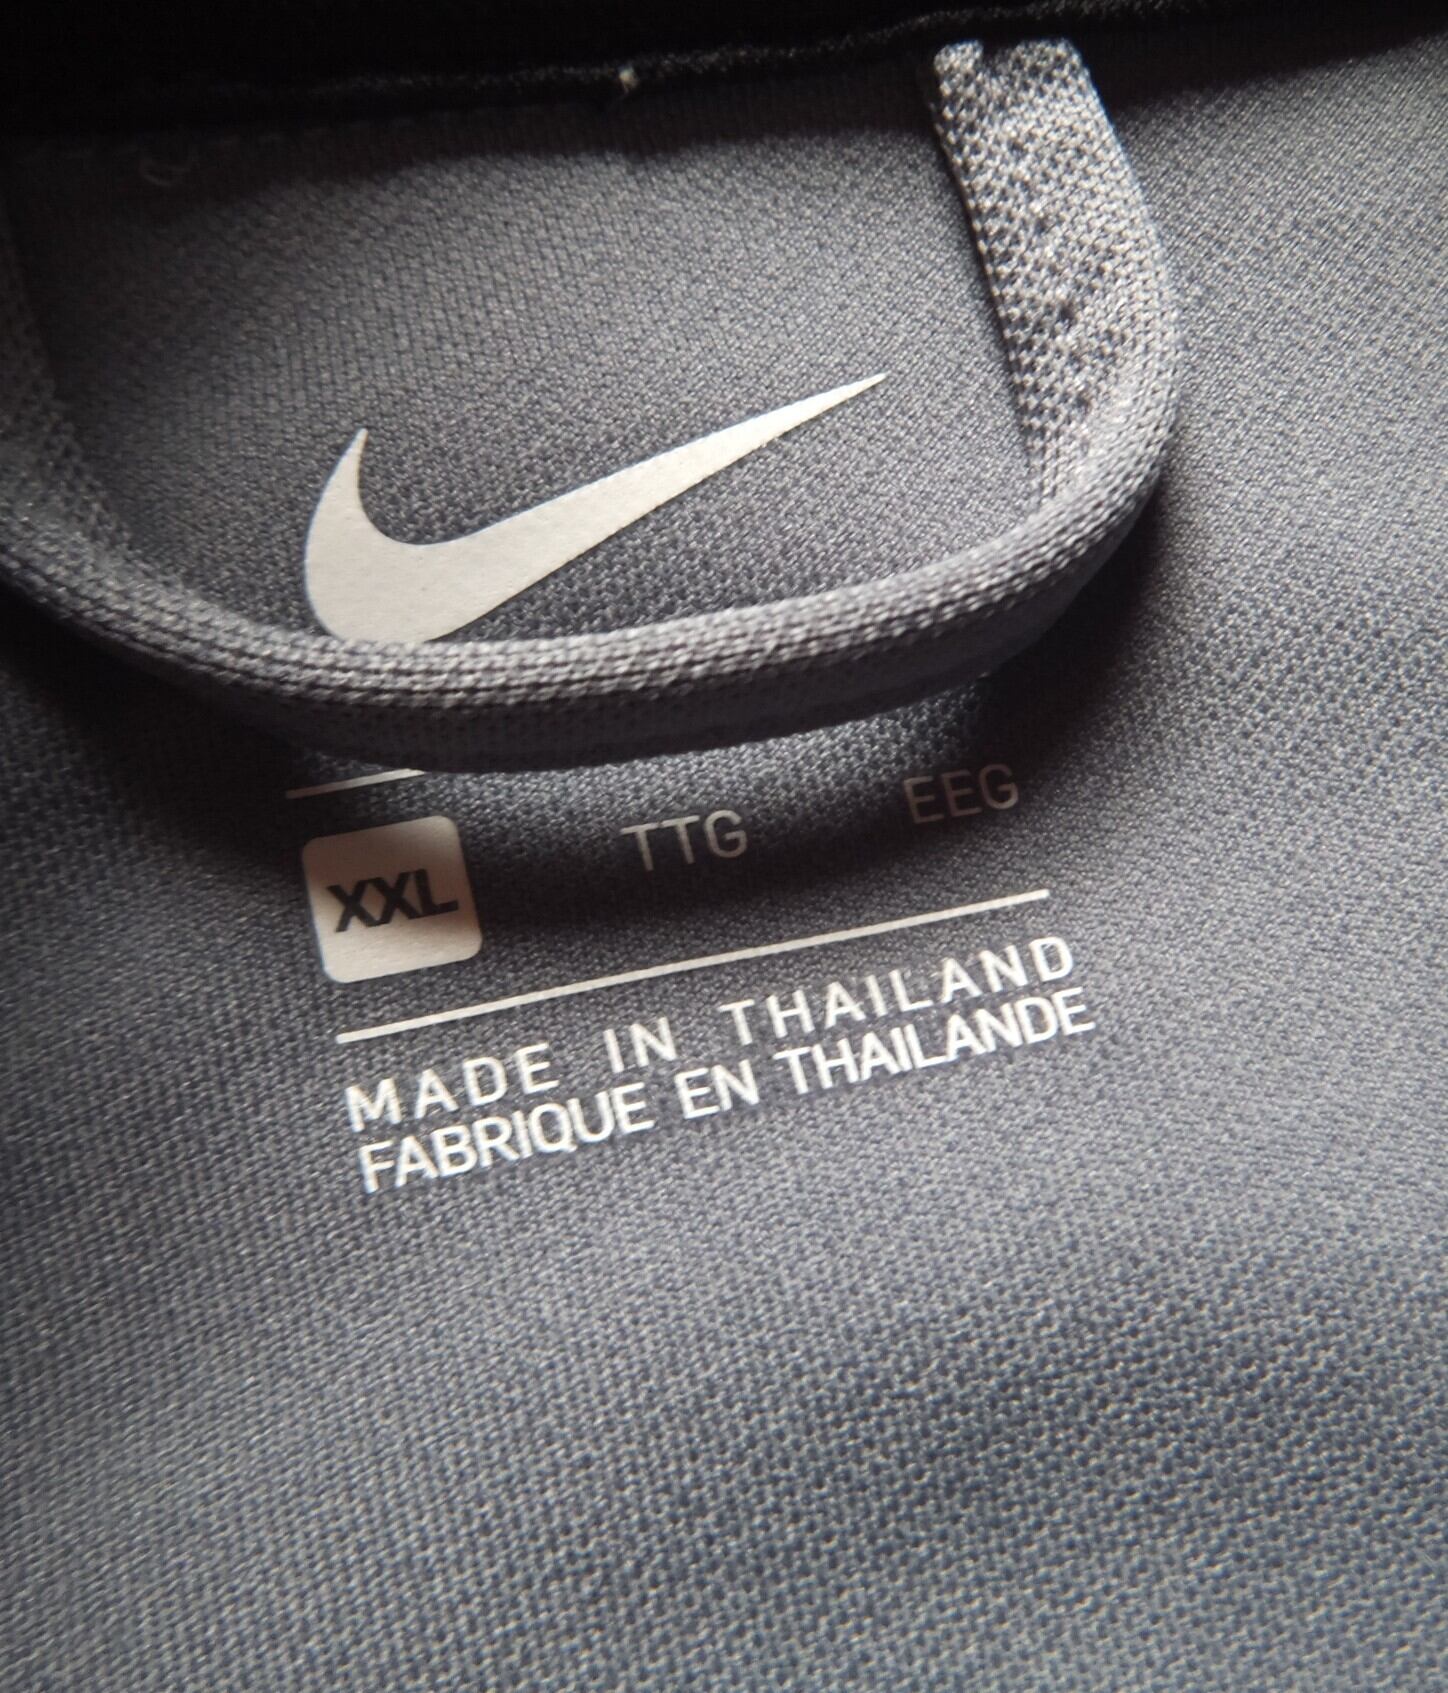 XXL TTG EEG
MADE IN THAILAND
FABRIQUE EN THAILANDE